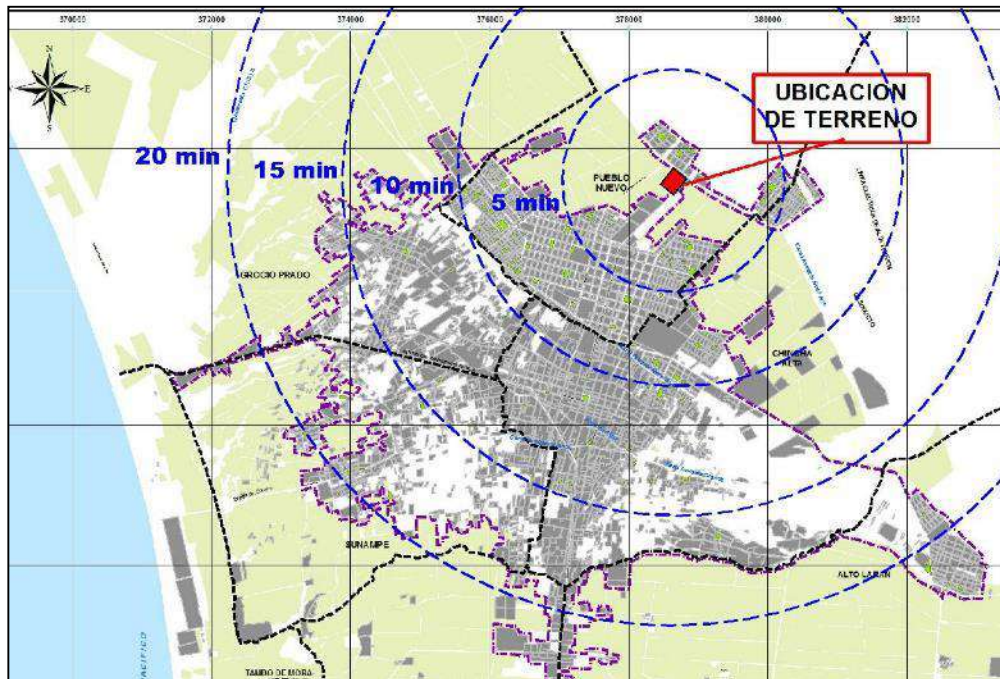 370000 372000 374000 376000 378000 380000 382000
N
E
S
UBICACION
DE TERRENO
20 min
15 min
10 min
5 min
PUEBLO
NUEVO
GROCIO PRADO
CHINCHA
ALTA
SUNAMPE
ALTO LARAN
TAMBO DE MORA